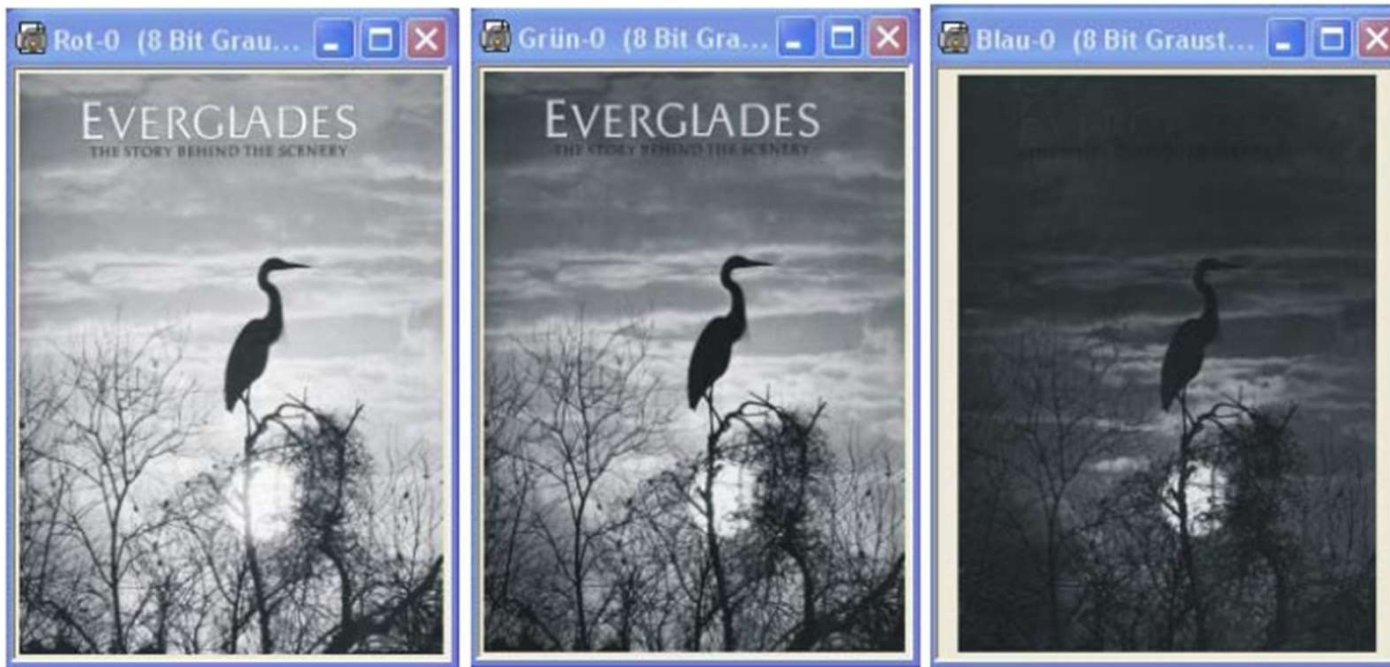 Rot-0 (8 Bit Grau...
EVERGLADES
THE STORY BEHIND THE SCENERY
Grün-0 (8 Bit Gra...
EVERGLADES
THE STORY BEHIND THE SCENERY
Blau-0 (8 Bit Graust...